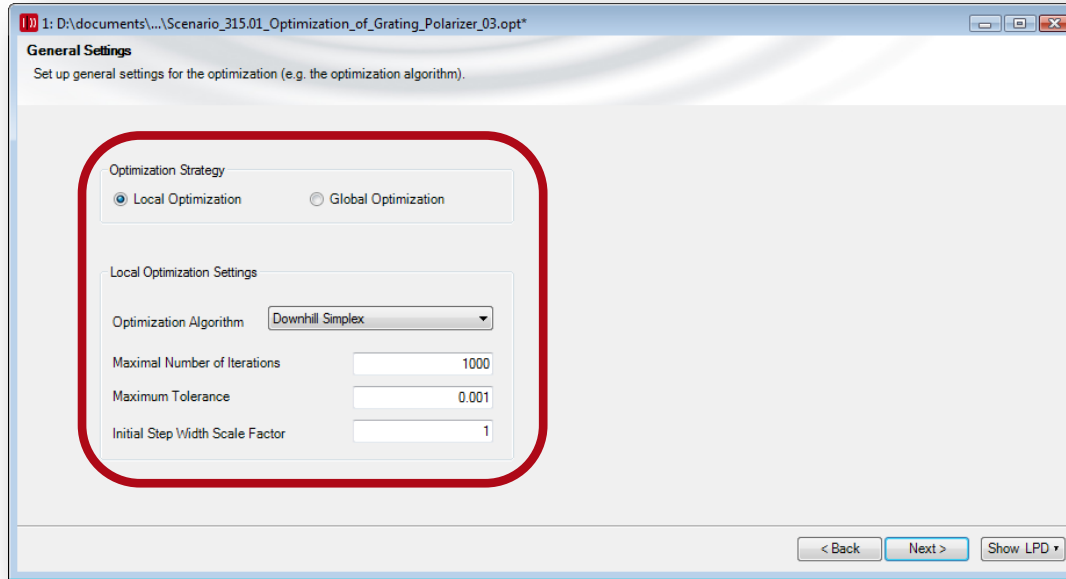 1: D:\documents\...\Scenario_315.01_Optimization_of_Grating_Polarizer_03.opt*
General Settings
Set up general settings for the optimization (e.g. the optimization algorithm).
Optimization Strategy
Local Optimization Global Optimization
Local Optimization Settings
Optimization Algorithm Downhill Simplex
Maximal Number of Iterations 1000
Maximum Tolerance 0.001
Initial Step Width Scale Factor 1
< Back Next > Show LPD